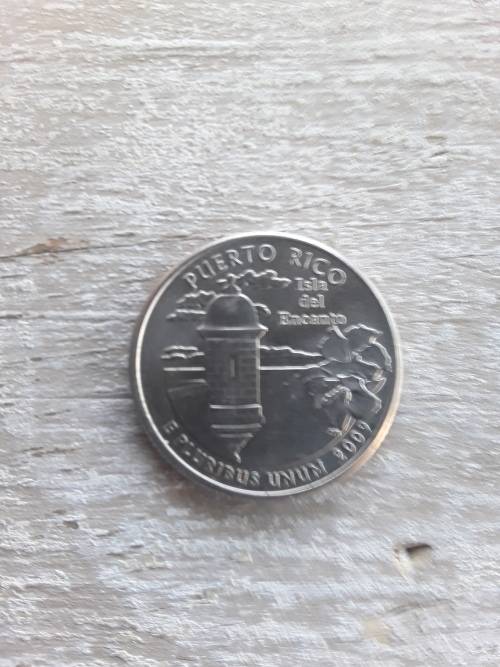 PUERTO RICO
Isla
del
Encanto
E PLURIBUS UNUM 2009